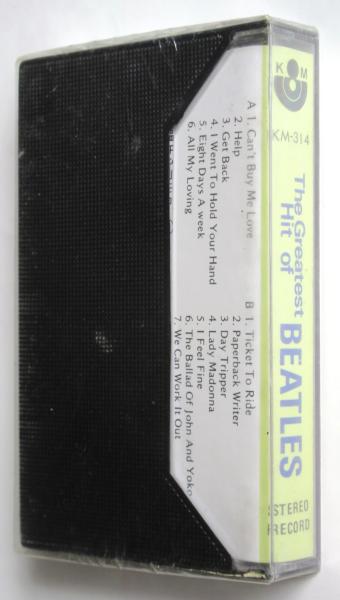 K M
KM-314
The Greatest
Hit of
BEATLES
STEREO
RECORD
A 1. Can't Buy Me Love
2. Help
3. Get Back
4. I Went To Hold Your Hand
5. Eight Days A week
6. All My Loving
B 1. Ticket To Ride
2. Paperback Writer
3. Day Tripper
4. Lady Madonna
5. I Feel Fine
6. The Ballad Of John And Yoko
7. We Can Work It Out